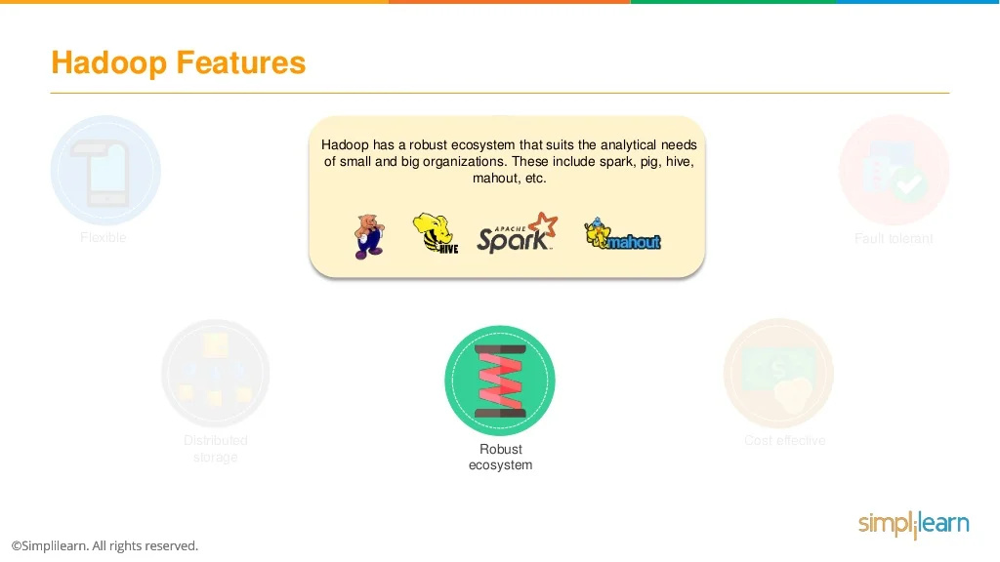 Hadoop Features
Hadoop has a robust ecosystem that suits the analytical needs
of small and big organizations. These include spark, pig, hive,
mahout, etc.
HIVE
APACHE
Spark™
mahout
Flexible
Fault tolerant
Distributed
storage
Robust
ecosystem
Cost effective
simplilearn
©Simplilearn. All rights reserved.